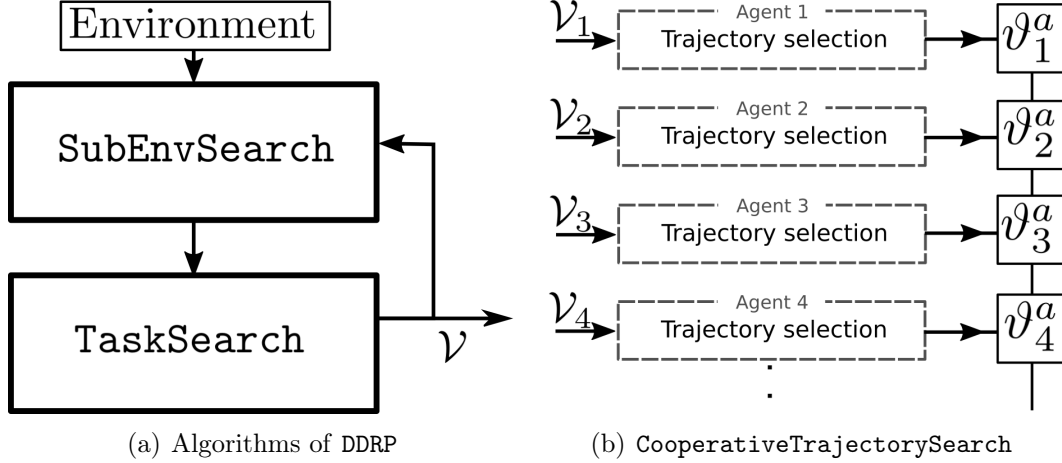 Environment
SubEnvSearch
TaskSearch
𝒱
(a) Algorithms of DDRP
𝒱₁
Agent 1
Trajectory selection
ϑ₁ᵃ
𝒱₂
Agent 2
Trajectory selection
ϑ₂ᵃ
𝒱₃
Agent 3
Trajectory selection
ϑ₃ᵃ
𝒱₄
Agent 4
Trajectory selection
ϑ₄ᵃ
(b) CooperativeTrajectorySearch